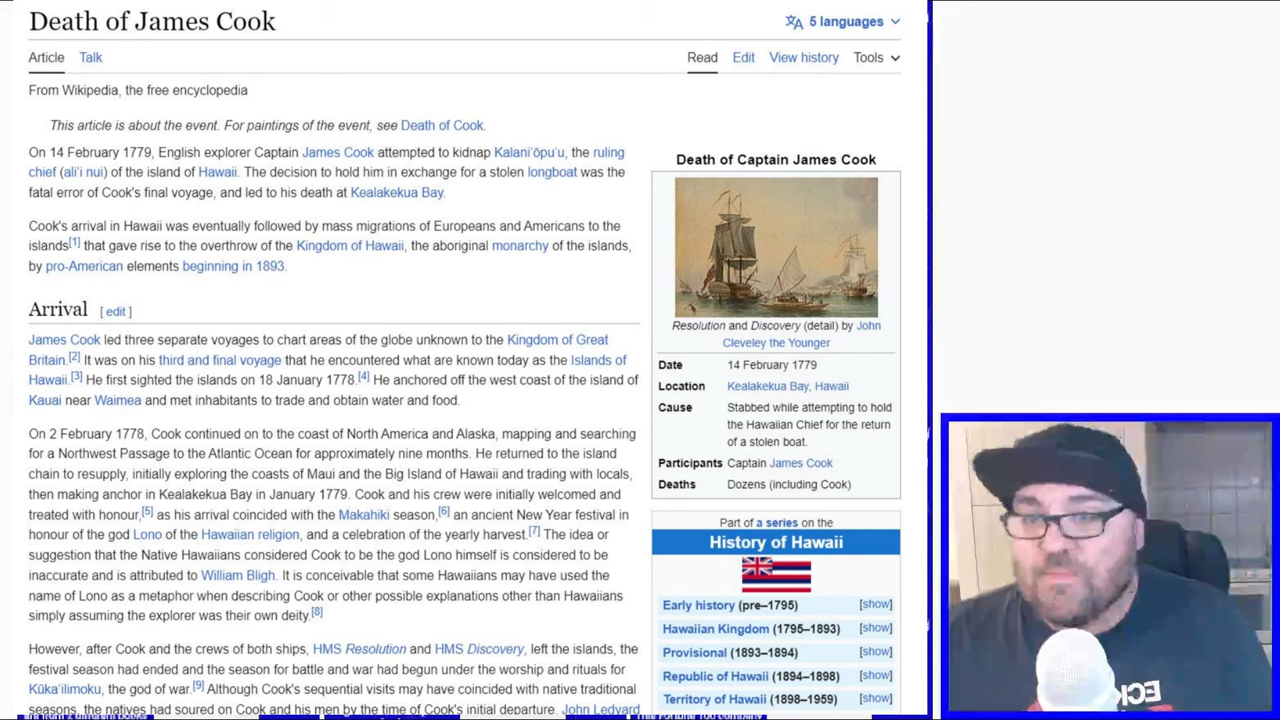 Death of James Cook
5 languages
Article Talk
Read Edit View history Tools
From Wikipedia, the free encyclopedia
This article is about the event. For paintings of the event, see Death of Cook.
On 14 February 1779, English explorer Captain James Cook attempted to kidnap Kalaniʻōpuʻu, the ruling
chief (aliʻi nui) of the island of Hawaii. The decision to hold him in exchange for a stolen longboat was the
fatal error of Cook's final voyage, and led to his death at Kealakekua Bay.
Cook's arrival in Hawaii was eventually followed by mass migrations of Europeans and Americans to the
islands[1] that gave rise to the overthrow of the Kingdom of Hawaii, the aboriginal monarchy of the islands,
by pro-American elements beginning in 1893.
Arrival [ edit ]
James Cook led three separate voyages to chart areas of the globe unknown to the Kingdom of Great
Britain.[2] It was on his third and final voyage that he encountered what are known today as the Islands of
Hawaii.[3] He first sighted the islands on 18 January 1778.[4] He anchored off the west coast of the island of
Kauai near Waimea and met inhabitants to trade and obtain water and food.
On 2 February 1778, Cook continued on to the coast of North America and Alaska, mapping and searching
for a Northwest Passage to the Atlantic Ocean for approximately nine months. He returned to the island
chain to resupply, initially exploring the coasts of Maui and the Big Island of Hawaii and trading with locals,
then making anchor in Kealakekua Bay in January 1779. Cook and his crew were initially welcomed and
treated with honour,[5] as his arrival coincided with the Makahiki season,[6] an ancient New Year festival in
honour of the god Lono of the Hawaiian religion, and a celebration of the yearly harvest.[7] The idea or
suggestion that the Native Hawaiians considered Cook to be the god Lono himself is considered to be
inaccurate and is attributed to William Bligh. It is conceivable that some Hawaiians may have used the
name of Lono as a metaphor when describing Cook or other possible explanations other than Hawaiians
simply assuming the explorer was their own deity.[8]
However, after Cook and the crews of both ships, HMS Resolution and HMS Discovery, left the islands, the
festival season had ended and the season for battle and war had begun under the worship and rituals for
Kūkaʻilimoku, the god of war.[9] Although Cook's sequential visits may have coincided with native traditional
seasons, the natives had soured on Cook and his men by the time of Cook's initial departure. John Ledyard
Death of Captain James Cook
Resolution and Discovery (detail) by John
Cleveley the Younger
Date 14 February 1779
Location Kealakekua Bay, Hawaii
Cause Stabbed while attempting to hold
the Hawaiian Chief for the return
of a stolen boat.
Participants Captain James Cook
Deaths Dozens (including Cook)
Part of a series on the
History of Hawaii
Early history (pre–1795) [show]
Hawaiian Kingdom (1795–1893) [show]
Provisional (1893–1894) [show]
Republic of Hawaii (1894–1898) [show]
Territory of Hawaii (1898–1959) [show]